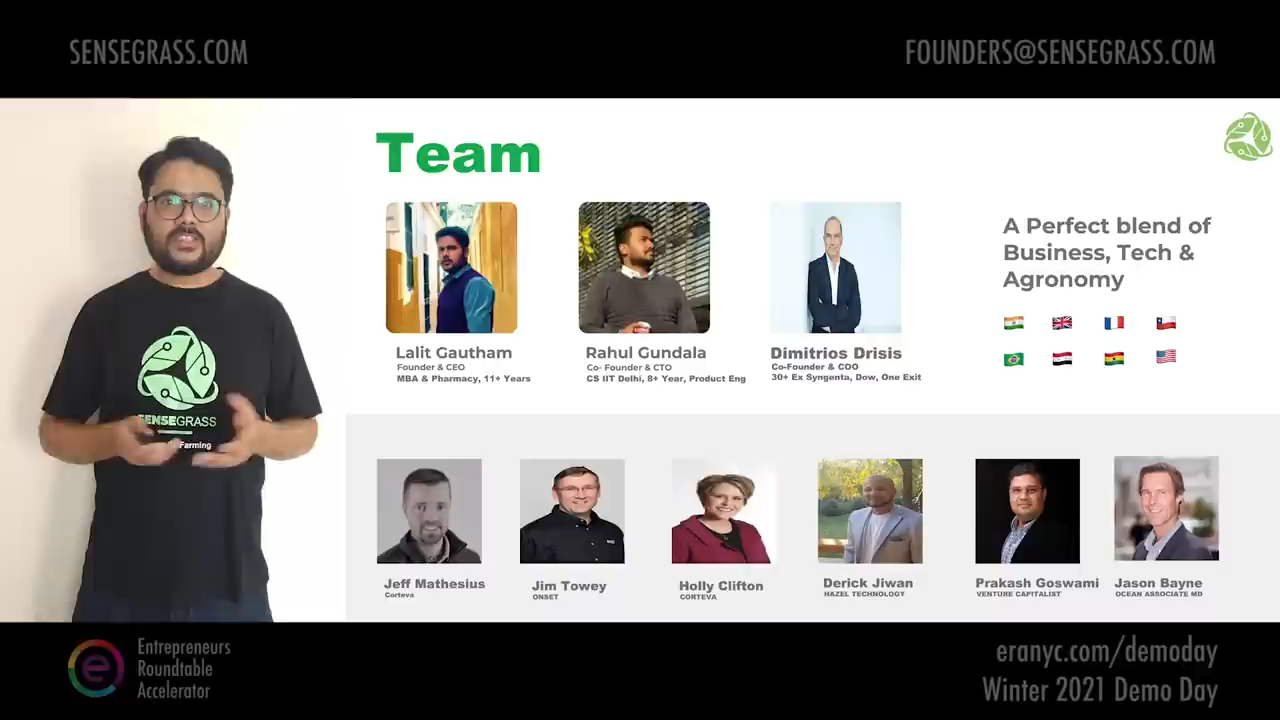 SENSEGRASS.COM
FOUNDERS@SENSEGRASS.COM
Team
A Perfect blend of
Business, Tech &
Agronomy
Lalit Gautham
Founder & CEO
MBA & Pharmacy, 11+ Years
Rahul Gundala
Co- Founder & CTO
CS IIT Delhi, 8+ Year, Product Eng
Dimitrios Drisis
Co-Founder & COO
30+ Ex Syngenta, Dow, One Exit
SENSEGRASS
Farming
Jeff Mathesius
Corteva
Jim Towey
ONSET
Holly Clifton
CORTEVA
Derick Jiwan
HAZEL TECHNOLOGY
Prakash Goswami
VENTURE CAPITALIST
Jason Bayne
OCEAN ASSOCIATE MD
e
Entrepreneurs
Roundtable
Accelerator
eranyc.com/demoday
Winter 2021 Demo Day